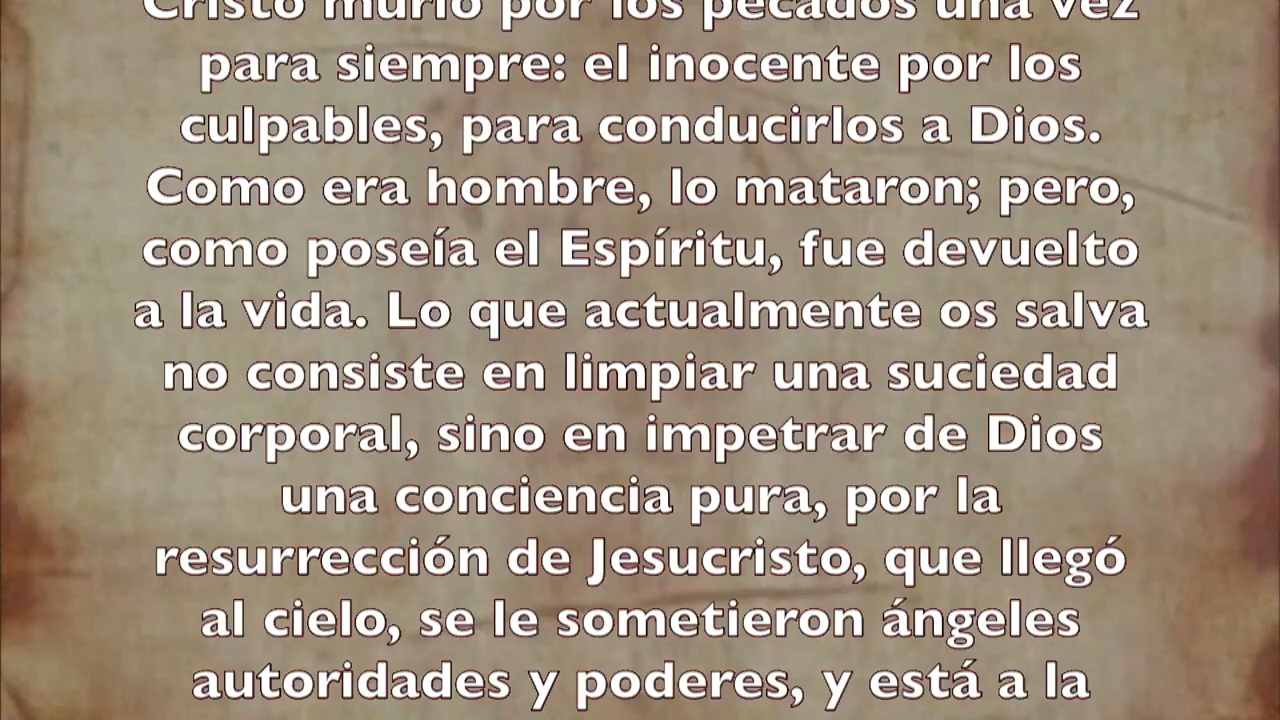 Cristo murió por los pecados una vez
para siempre: el inocente por los
culpables, para conducirlos a Dios.
Como era hombre, lo mataron; pero,
como poseía el Espíritu, fue devuelto
a la vida. Lo que actualmente os salva
no consiste en limpiar una suciedad
corporal, sino en impetrar de Dios
una conciencia pura, por la
resurrección de Jesucristo, que llegó
al cielo, se le sometieron ángeles
autoridades y poderes, y está a la